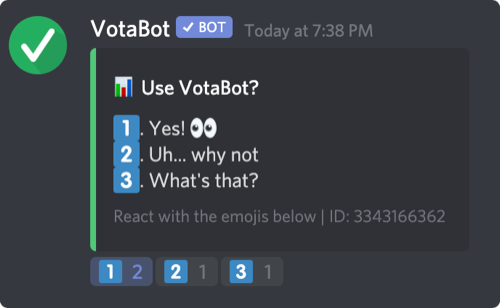 VotaBot ✓ BOT Today at 7:38 PM
📊 Use VotaBot?
1. Yes! 👀
2. Uh... why not
3. What's that?
React with the emojis below | ID: 3343166362
1 2 2 1 3 1